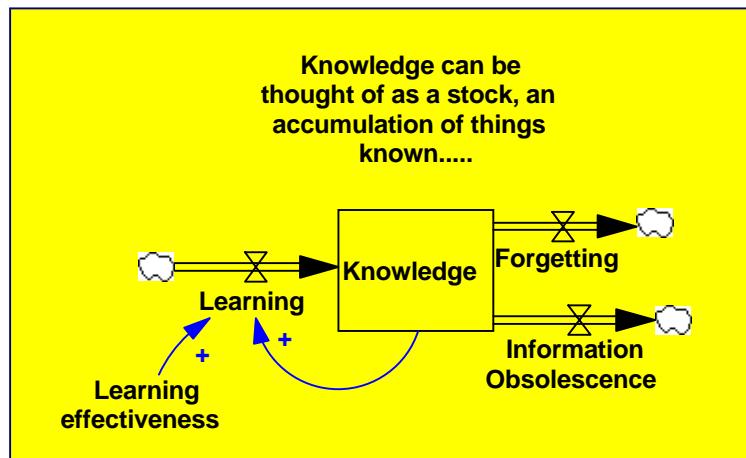 Knowledge can be
thought of as a stock, an
accumulation of things
known.....
Knowledge
Forgetting
Learning
+
+
Information
Obsolescence
Learning
effectiveness